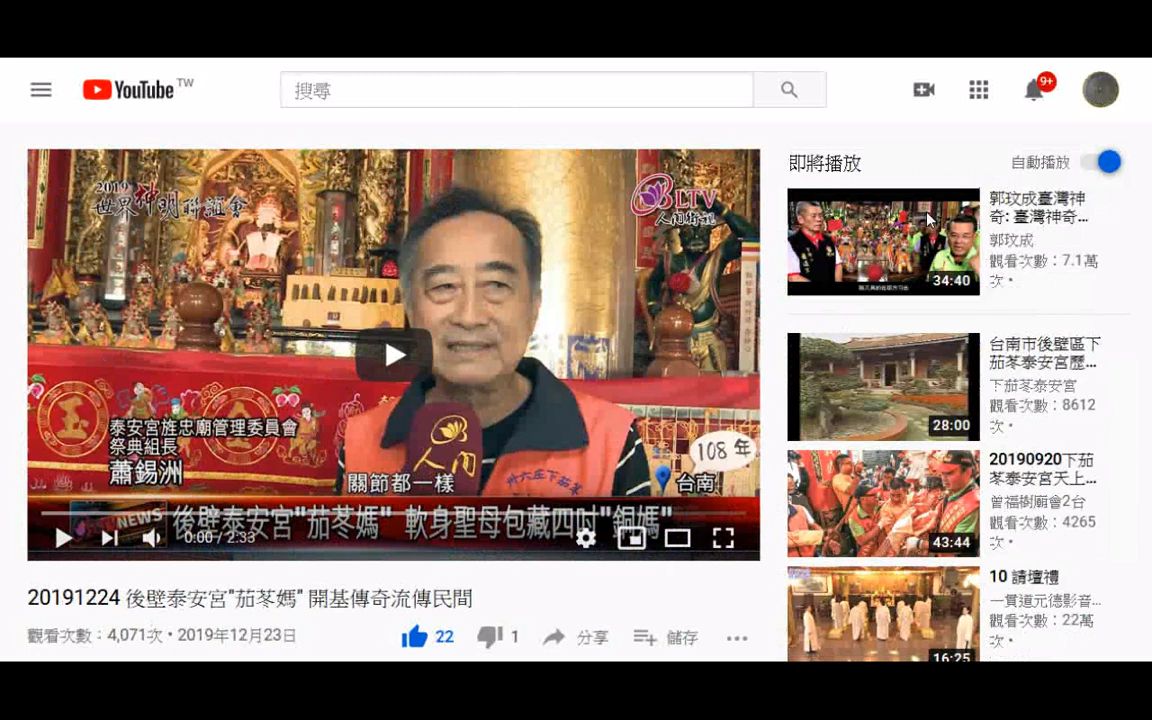 YouTube TW
搜尋
9+
2019
世界神明聯誼會
BLTV
人間衛視
泰安宮旌忠廟管理委員會
祭典組長
蕭錫洲
人間
關節都一樣
108年
台南
NEWS
後壁泰安宮"茄苳媽" 軟身聖母包藏四吋"銅媽"
0:00 / 2:33
20191224 後壁泰安宮"茄苳媽" 開基傳奇流傳民間
觀看次數：4,071次 • 2019年12月23日
22
1
分享
儲存
即將播放
自動播放
34:40
郭玟成臺灣神
奇: 臺灣神奇...
郭玟成
觀看次數：7.1萬
次 •
28:00
台南市後壁區下
茄苳泰安宮歷...
下茄苳泰安宮
觀看次數：8612
次 •
43:44
20190920下茄
苳泰安宮天上...
曾福樹廟會2台
觀看次數：4265
次 •
16:25
10 請壇禮
一貫道元德影音...
觀看次數：22萬
次 •